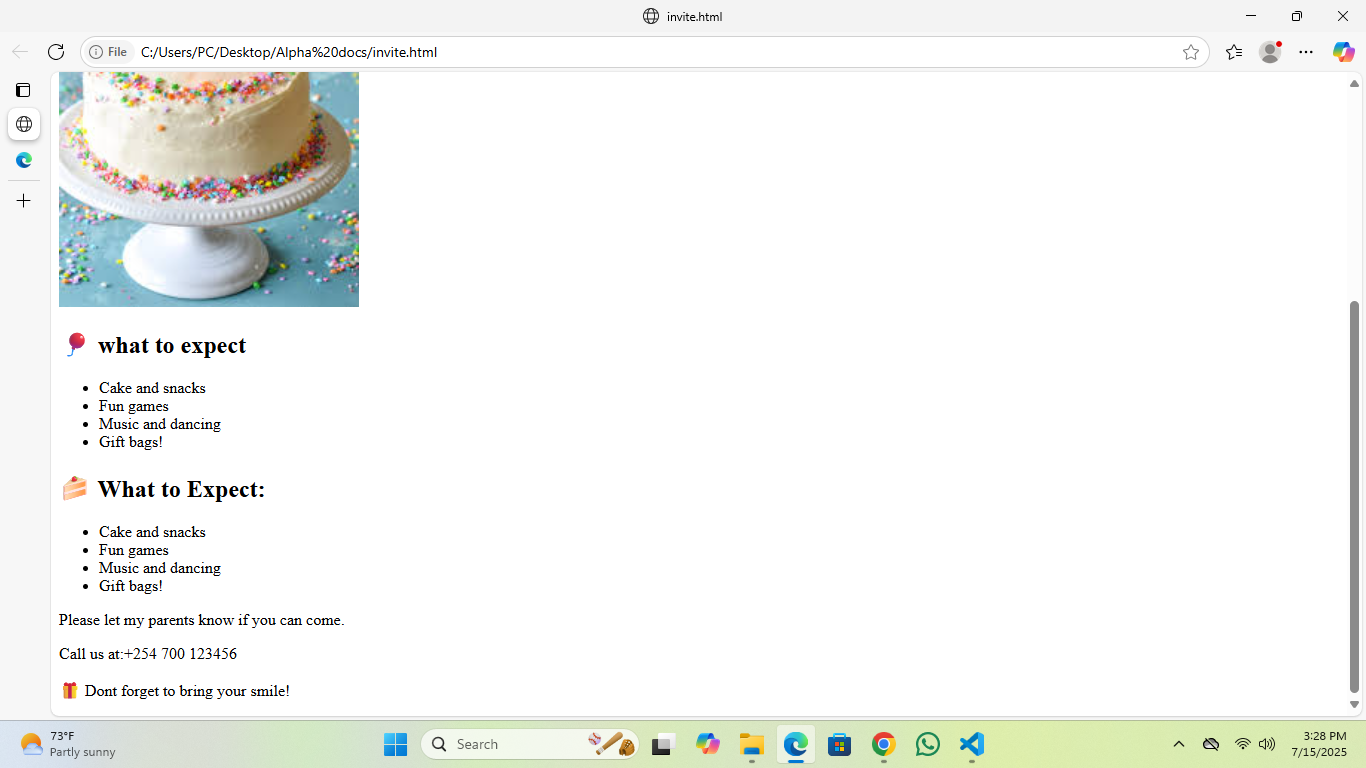 invite.html
File C:/Users/PC/Desktop/Alpha%20docs/invite.html
what to expect
Cake and snacks
Fun games
Music and dancing
Gift bags!
What to Expect:
Cake and snacks
Fun games
Music and dancing
Gift bags!
Please let my parents know if you can come.
Call us at:+254 700 123456
Dont forget to bring your smile!
73°F
Partly sunny
Search
3:28 PM
7/15/2025